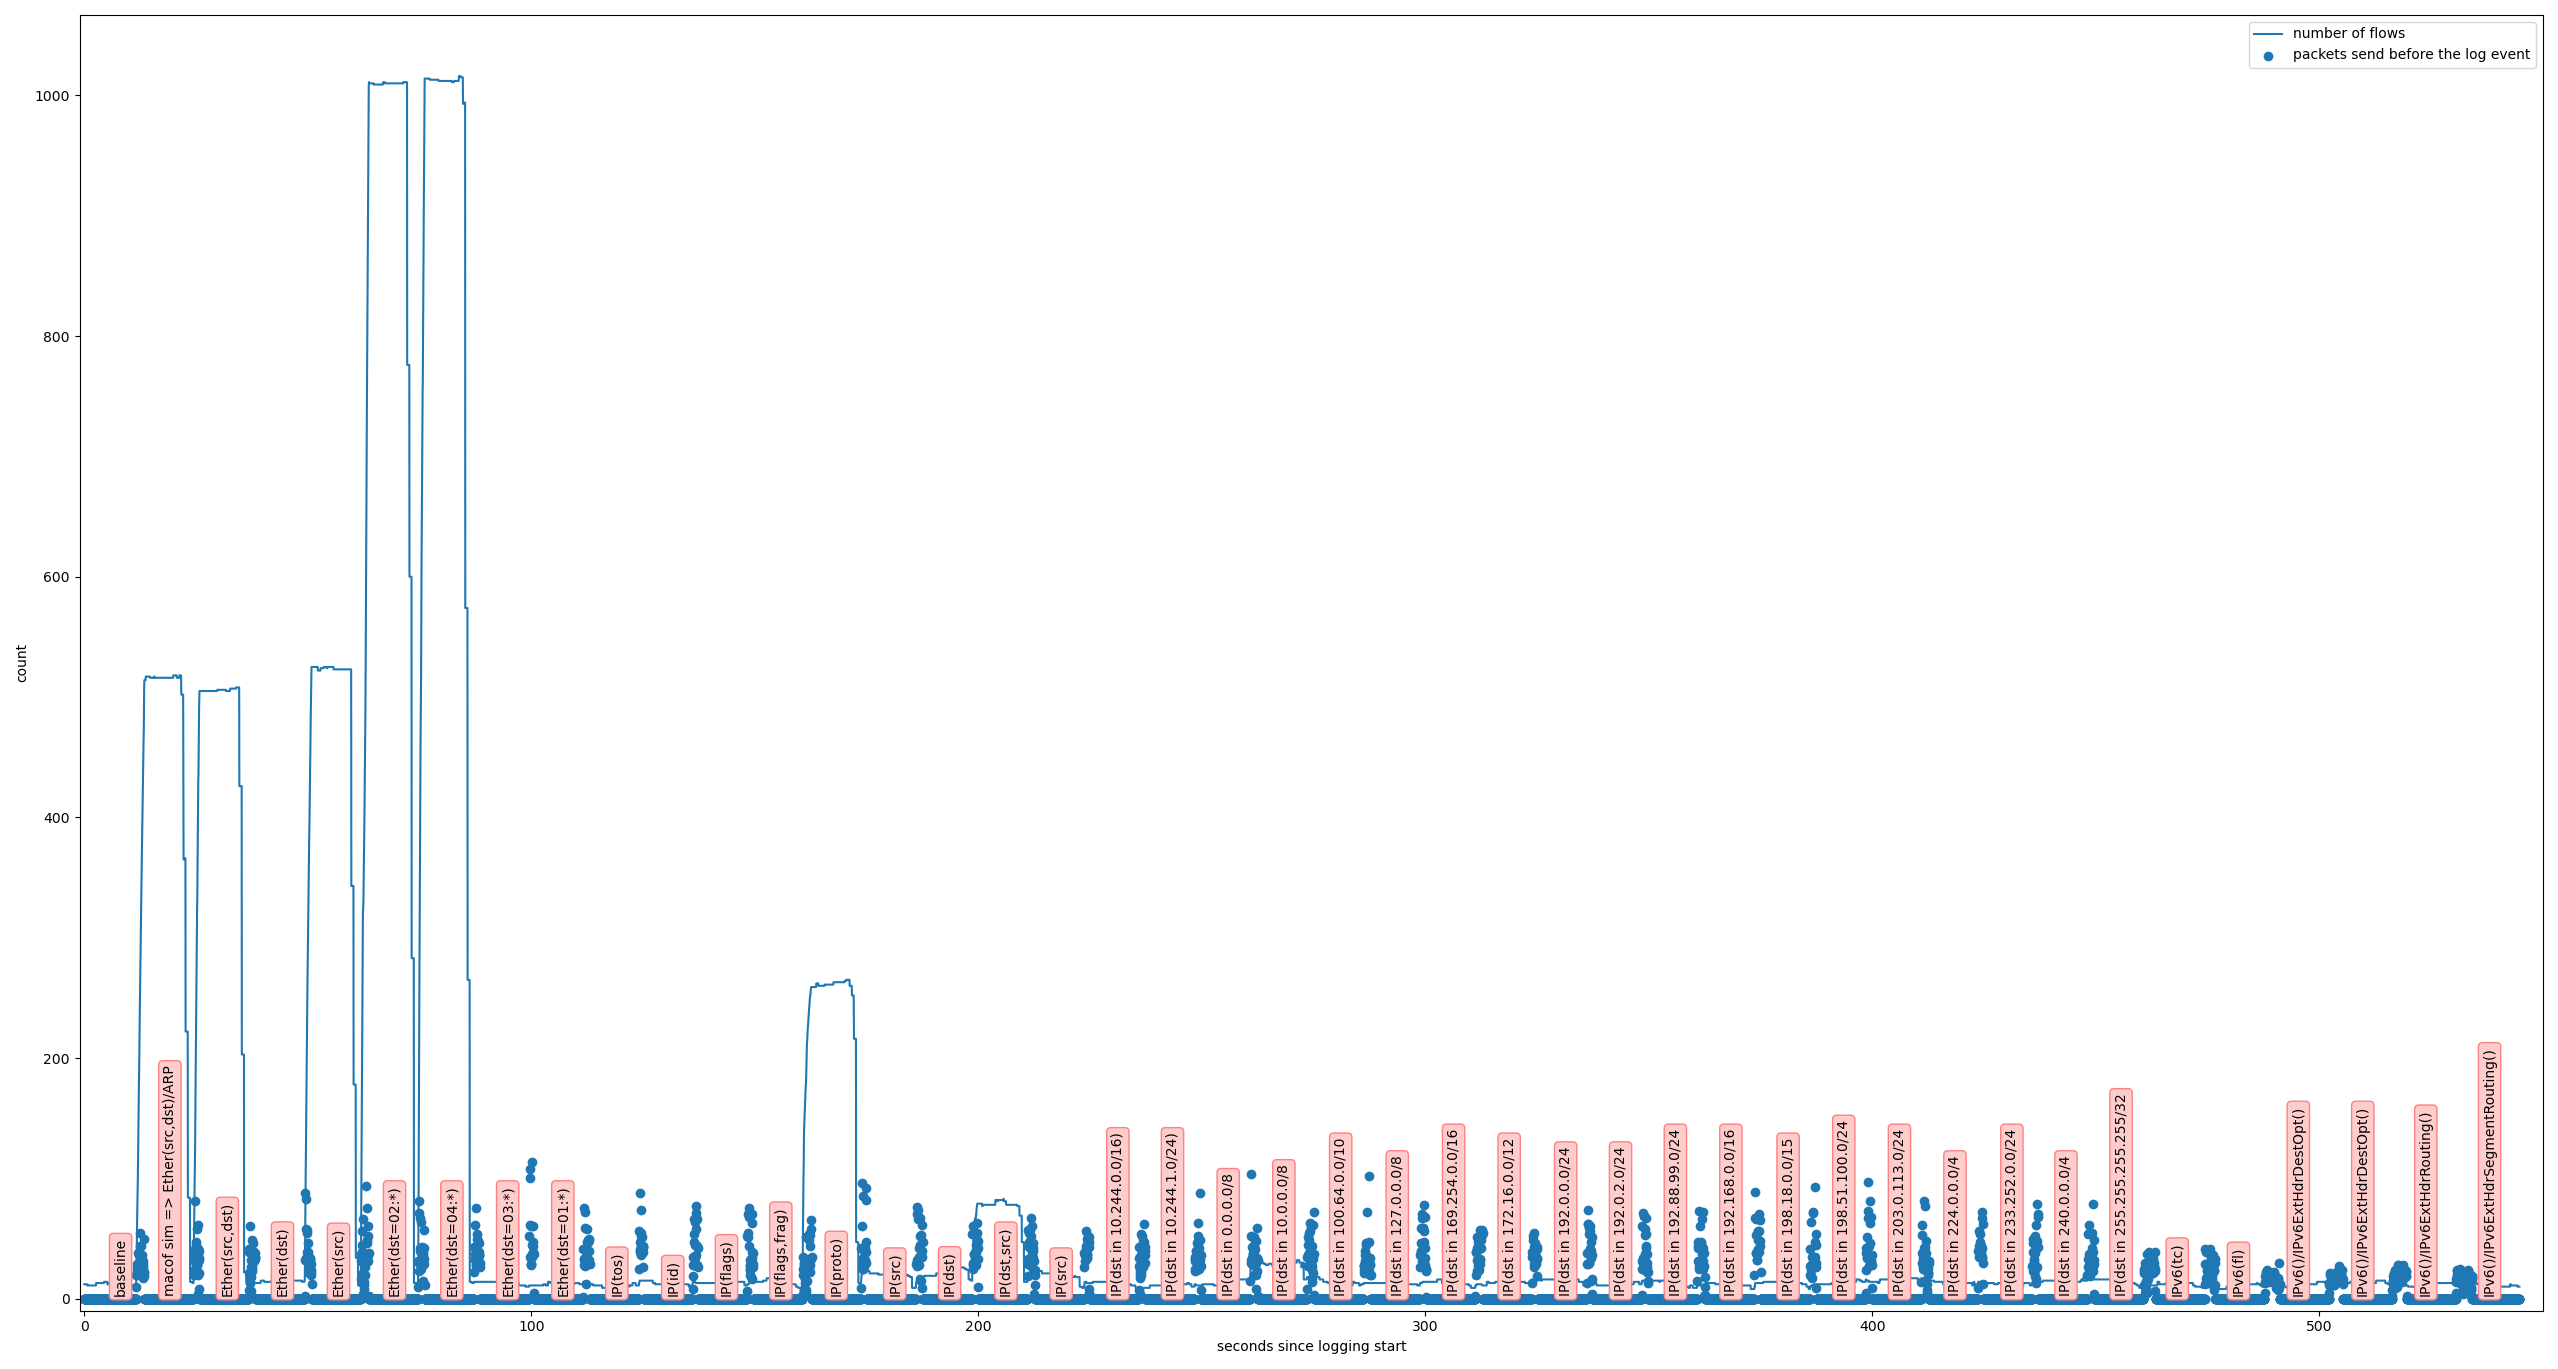 number of flows
packets send before the log event
1000
800
600
400
200
0
count
baseline
macof sim => Ether(src,dst)/ARP
Ether(src,dst)
Ether(dst)
Ether(src)
Ether(dst=02:*)
Ether(dst=04:*)
Ether(dst=03:*)
Ether(dst=01:*)
IP(tos)
IP(id)
IP(flags)
IP(flags,frag)
IP(proto)
IP(src)
IP(dst)
IP(dst,src)
IP(src)
IP(dst in 10.244.0.0/16)
IP(dst in 10.244.1.0/24)
IP(dst in 0.0.0.0/8
IP(dst in 10.0.0.0/8
IP(dst in 100.64.0.0/10
IP(dst in 127.0.0.0/8
IP(dst in 169.254.0.0/16
IP(dst in 172.16.0.0/12
IP(dst in 192.0.0.0/24
IP(dst in 192.0.2.0/24
IP(dst in 192.88.99.0/24
IP(dst in 192.168.0.0/16
IP(dst in 198.18.0.0/15
IP(dst in 198.51.100.0/24
IP(dst in 203.0.113.0/24
IP(dst in 224.0.0.0/4
IP(dst in 233.252.0.0/24
IP(dst in 240.0.0.0/4
IP(dst in 255.255.255.255/32
IPv6(tc)
IPv6(fl)
IPv6()/IPv6ExtHdrDestOpt()
IPv6()/IPv6ExtHdrDestOpt()
IPv6()/IPv6ExtHdrRouting()
IPv6()/IPv6ExtHdrSegmentRouting()
0
100
200
300
400
500
seconds since logging start